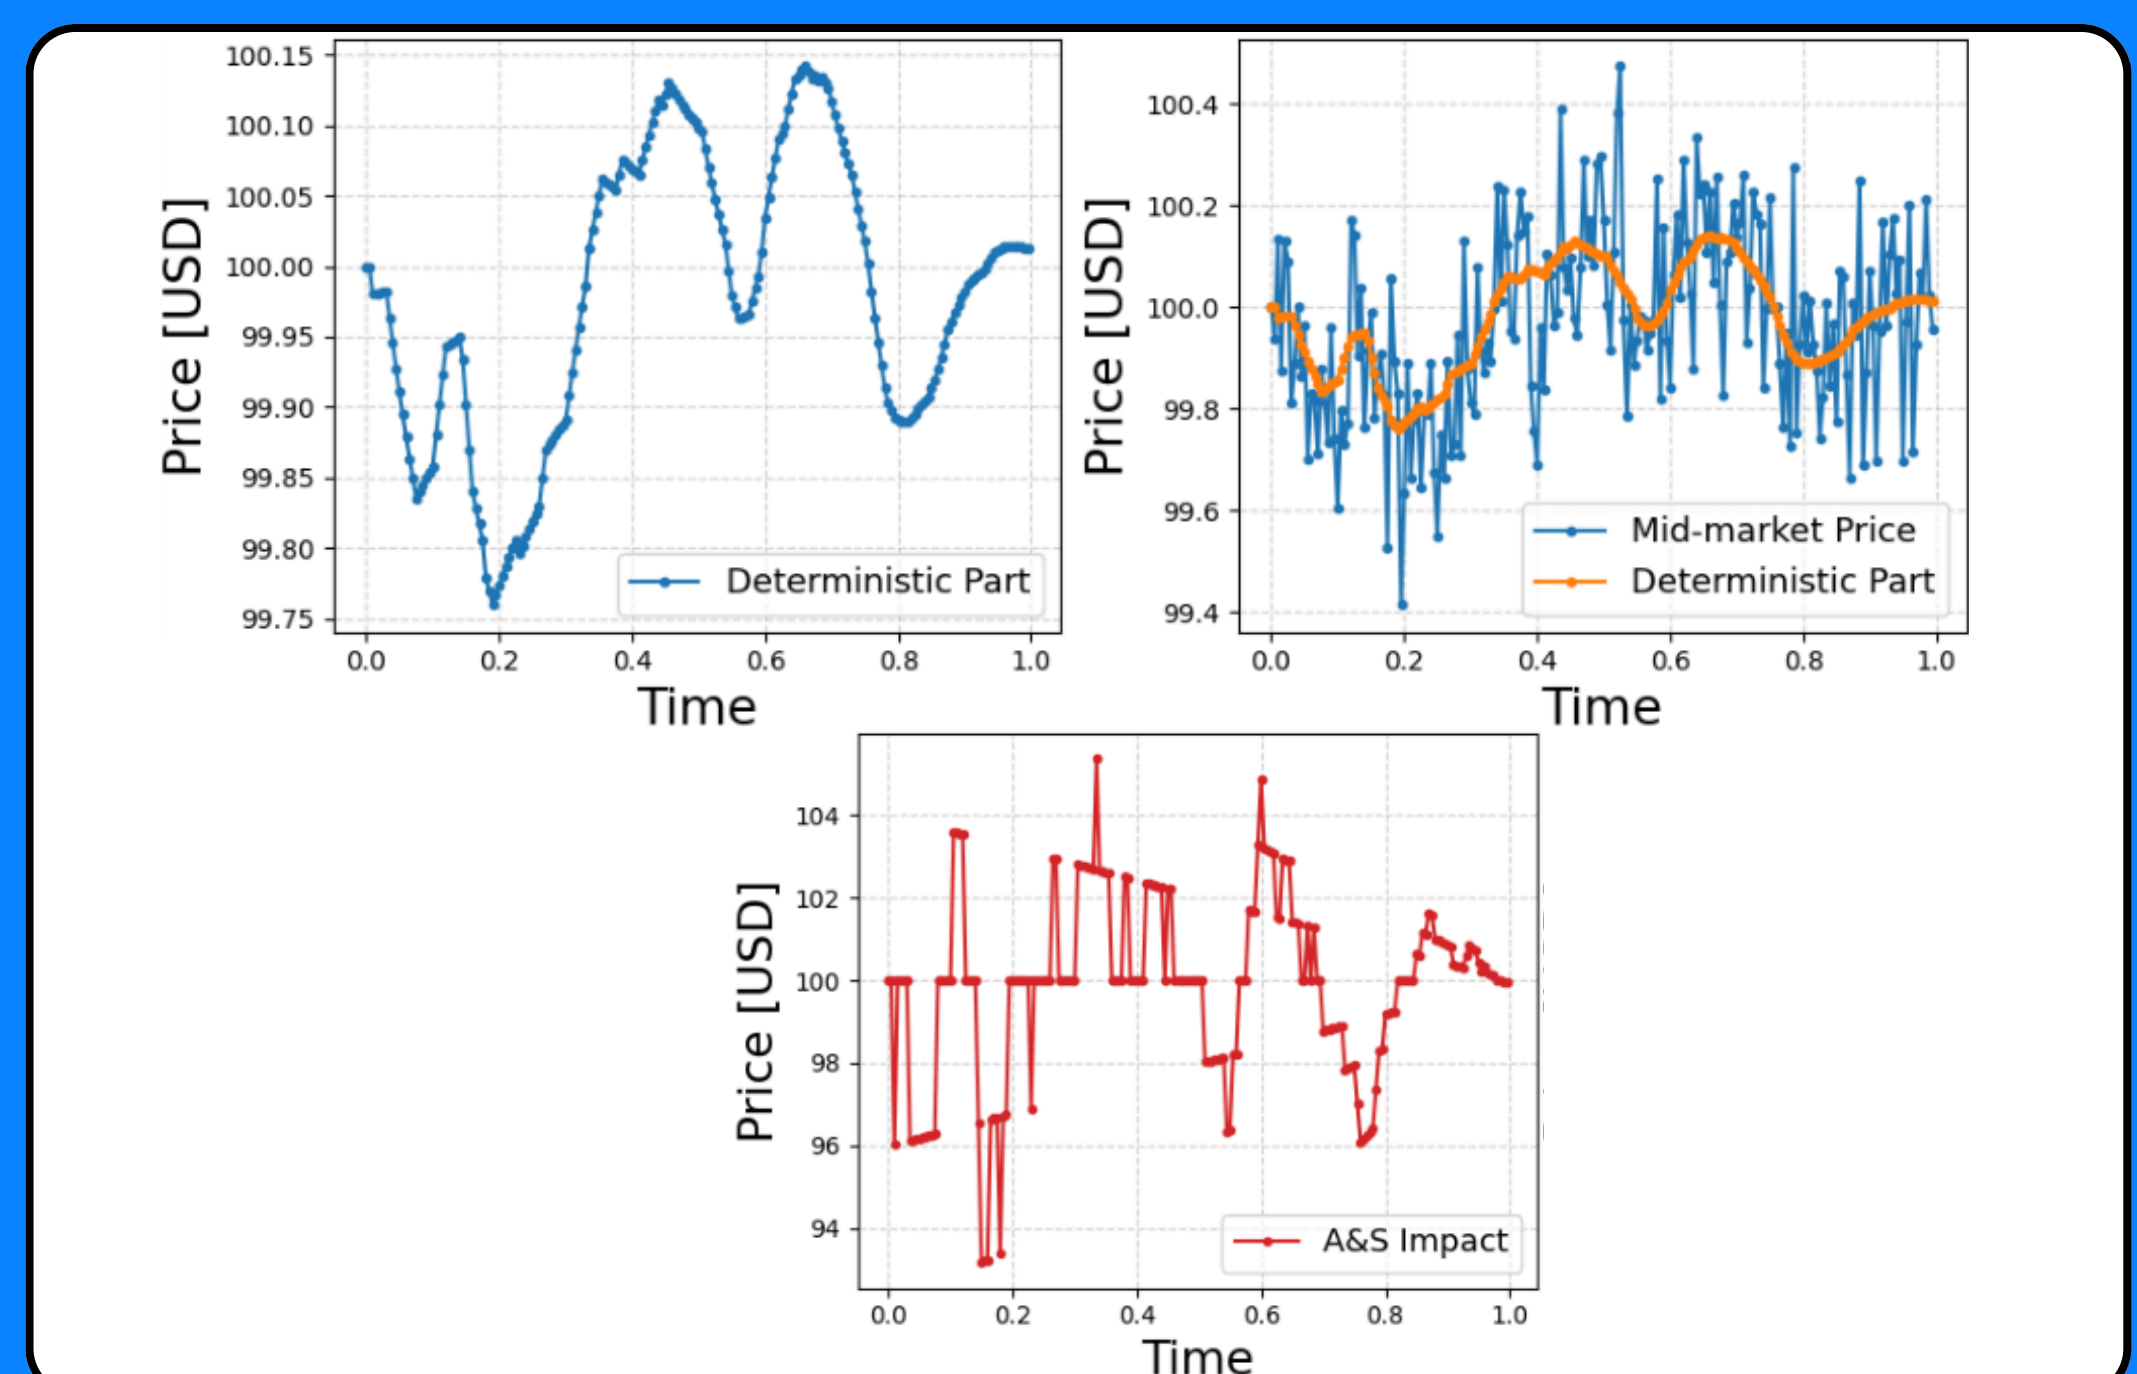 100.15
100.10
100.05
100.00
99.95
99.90
99.85
99.80
99.75
Price [USD]
0.0 0.2 0.4 0.6 0.8 1.0
Time
Deterministic Part
100.4
100.2
100.0
99.8
99.6
99.4
Price [USD]
0.0 0.2 0.4 0.6 0.8 1.0
Time
Mid-market Price
Deterministic Part
104
102
100
98
96
94
Price [USD]
0.0 0.2 0.4 0.6 0.8 1.0
Time
A&S Impact